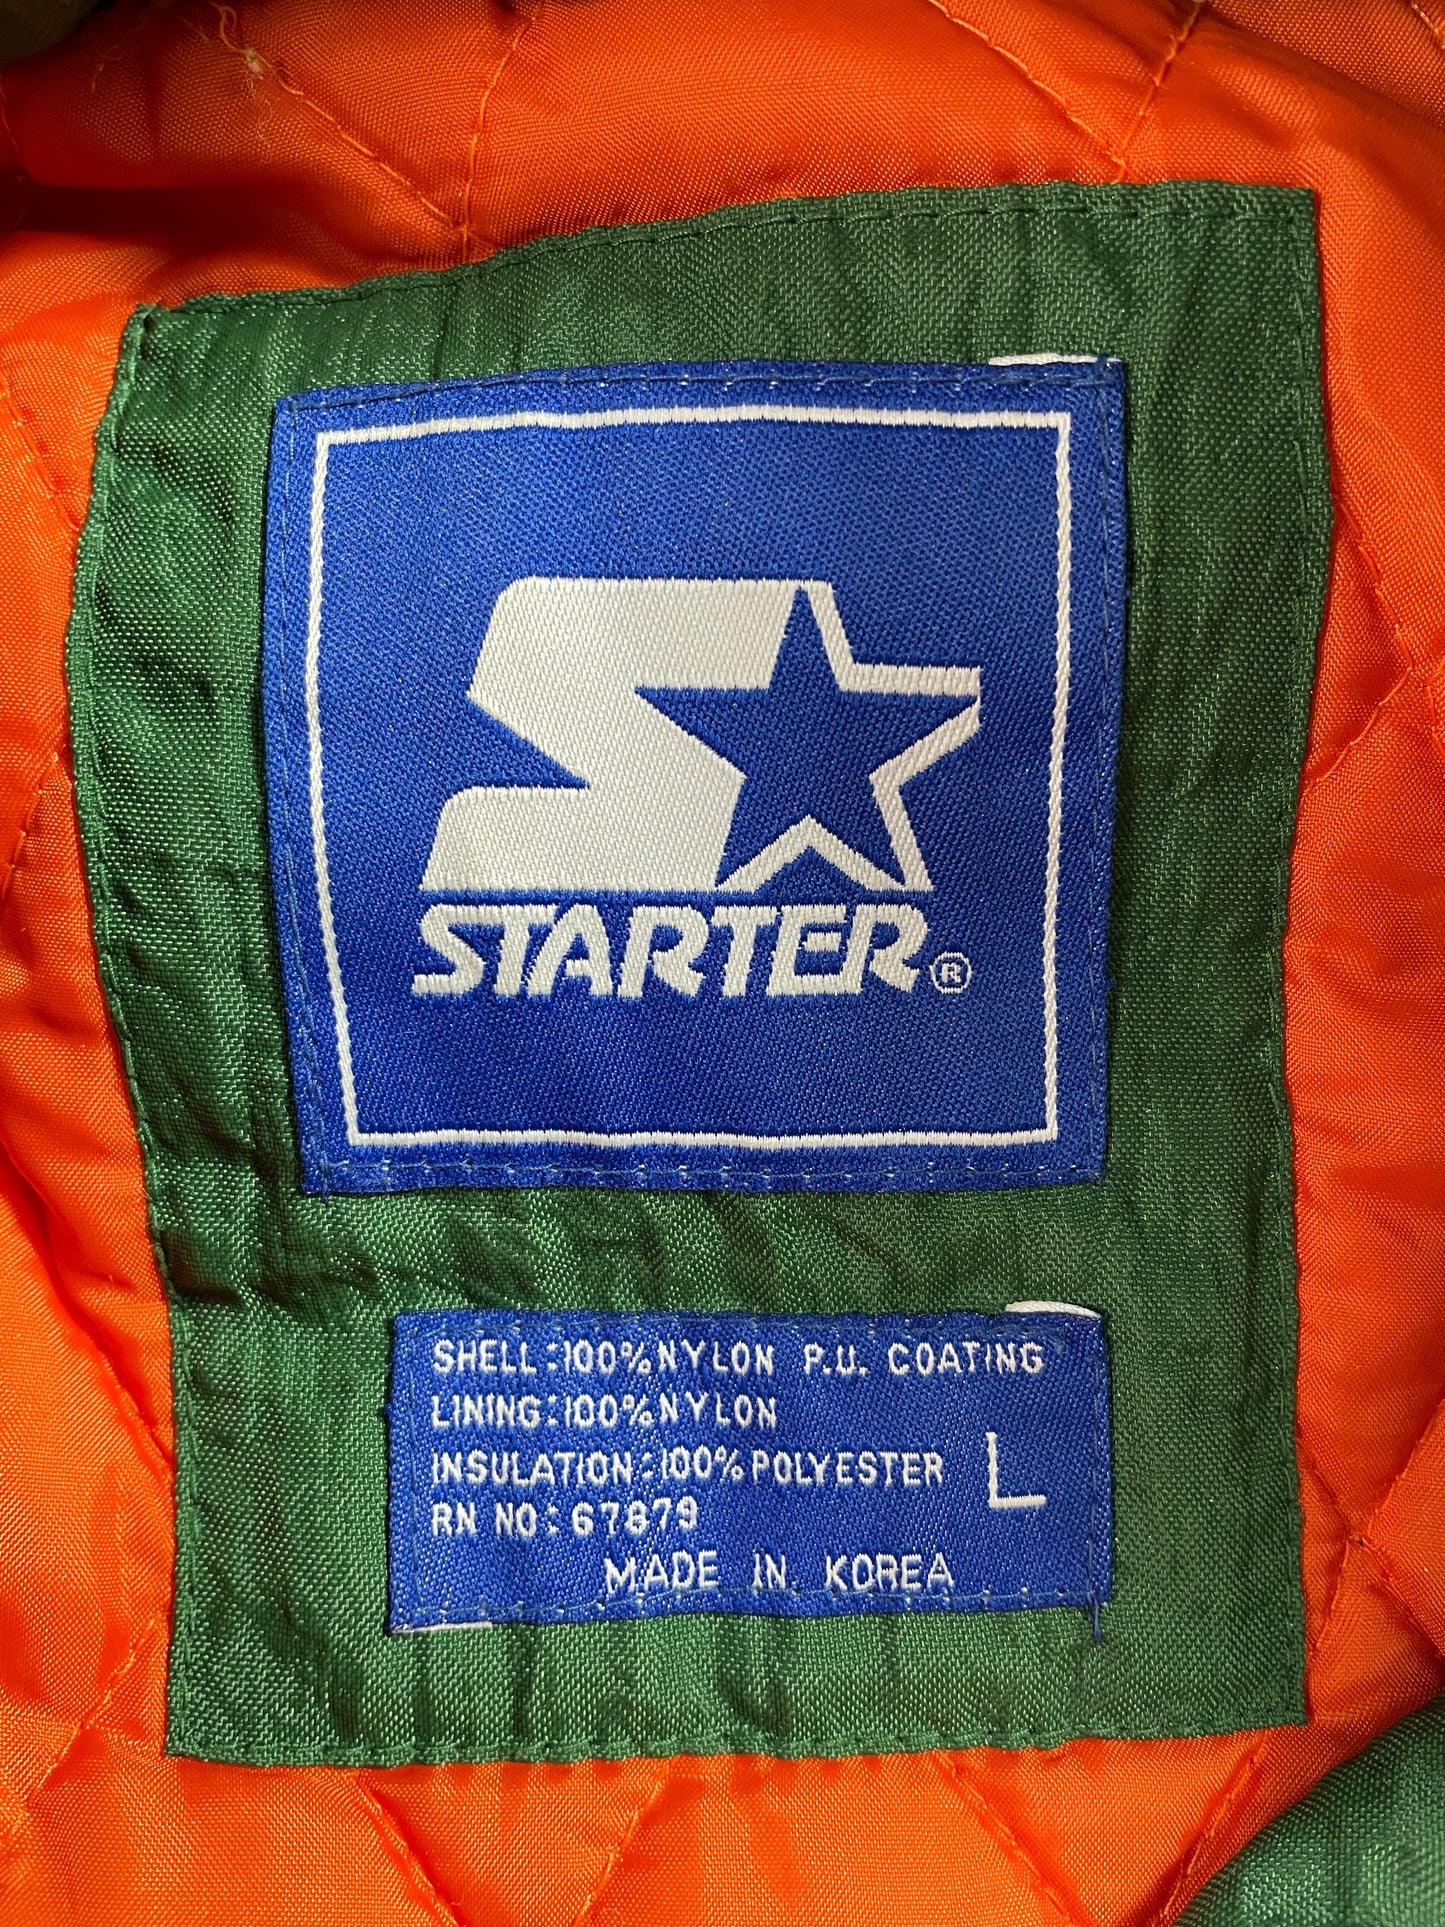 STARTER®
SHELL:100%NYLON P.U. COATING
LINING:100%NYLON
INSULATION:100%POLYESTER L
RN NO:67879
MADE IN KOREA